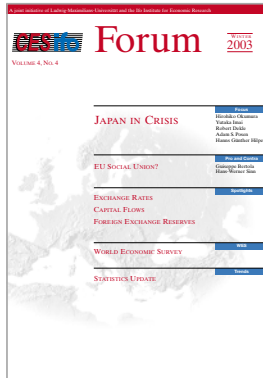 A joint initiative of Ludwig-Maximilians-Universität and the Ifo Institute for Economic Research
CESifo Forum
WINTER
2003
VOLUME 4, NO. 4
Focus
JAPAN IN CRISIS
Hirohiko Okumura
Yutaka Imai
Robert Dekle
Adam S. Posen
Hanns Günther Hilpert
Pro and Contra
EU SOCIAL UNION?
Guiseppe Bertola
Hans-Werner Sinn
Spotlights
EXCHANGE RATES
CAPITAL FLOWS
FOREIGN EXCHANGE RESERVES
WES
WORLD ECONOMIC SURVEY
Trends
STATISTICS UPDATE